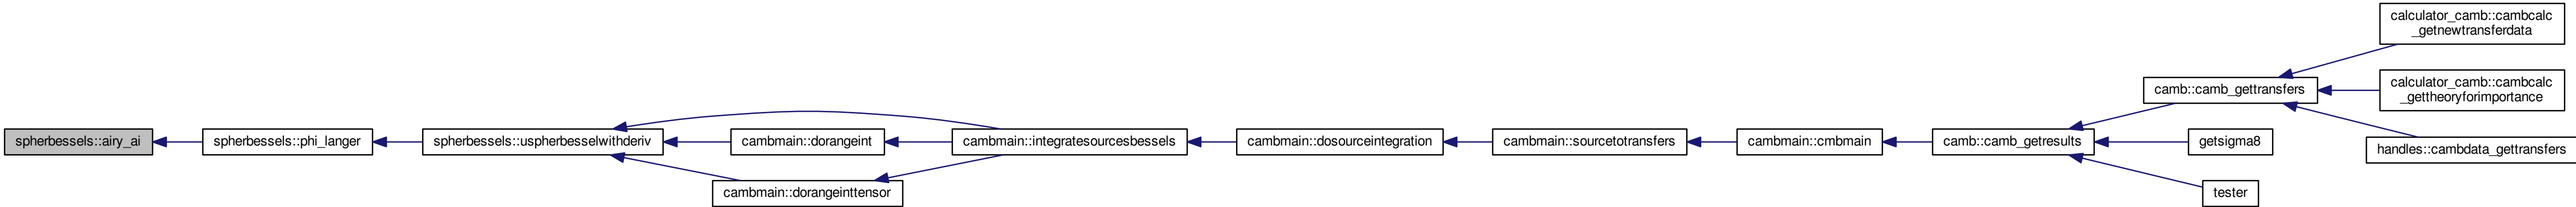 spherbessels::airy_ai
spherbessels::phi_langer
spherbessels::uspherbesselwithderiv
cambmain::dorangeint
cambmain::dorangeinttensor
cambmain::integratesourcesbessels
cambmain::dosourceintegration
cambmain::sourcetotransfers
cambmain::cmbmain
camb::camb_getresults
camb::camb_gettransfers
getsigma8
tester
calculator_camb::cambcalc
_getnewtransferdata
calculator_camb::cambcalc
_gettheoryforimportance
handles::cambdata_gettransfers